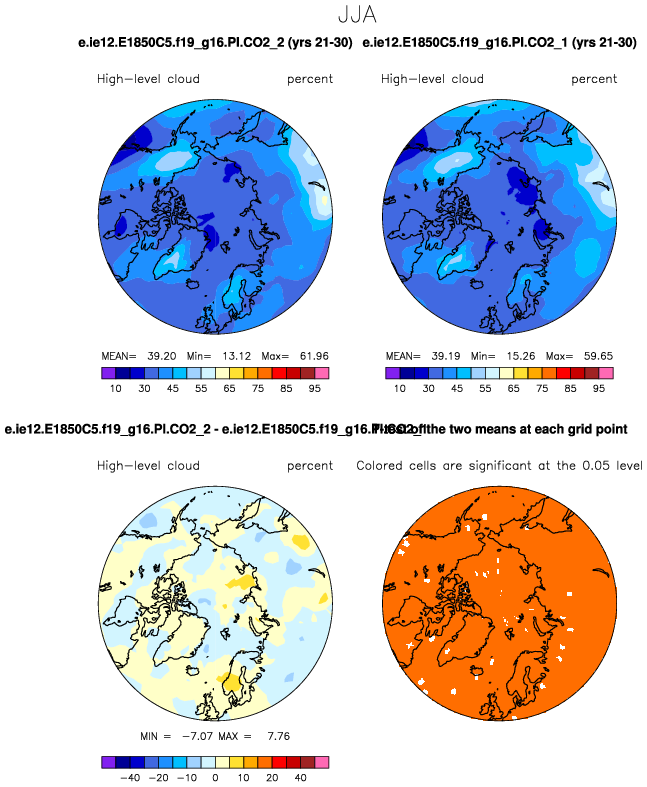 JJA
e.ie12.E1850C5.f19_g16.PI.CO2_2 (yrs 21-30) e.ie12.E1850C5.f19_g16.PI.CO2_1 (yrs 21-30)
High-level cloud percent High-level cloud percent
MEAN= 39.20 Min= 13.12 Max= 61.96 MEAN= 39.19 Min= 15.26 Max= 59.65
10 30 45 55 65 75 85 95 10 30 45 55 65 75 85 95
e.ie12.E1850C5.f19_g16.PI.CO2_2 - e.ie12.E1850C5.f19_g16.PI.CO2_ the two means at each grid point
High-level cloud percent Colored cells are significant at the 0.05 level
MIN = -7.07 MAX = 7.76
-40 -20 -10 0 10 20 40